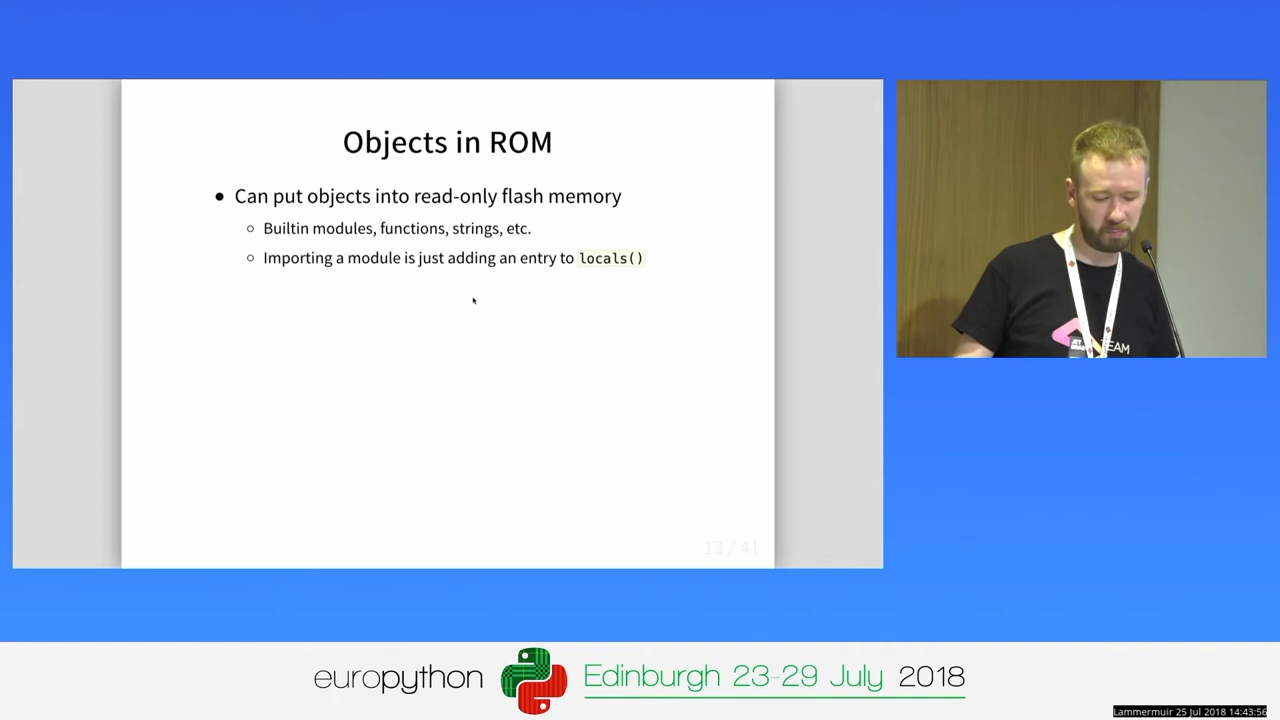 Objects in ROM
● Can put objects into read-only flash memory
○ Builtin modules, functions, strings, etc.
○ Importing a module is just adding an entry to locals()
13 / 41
EAM
europython
Edinburgh 23-29 July 2018
Lammermuir 25 Jul 2018 14:43:56